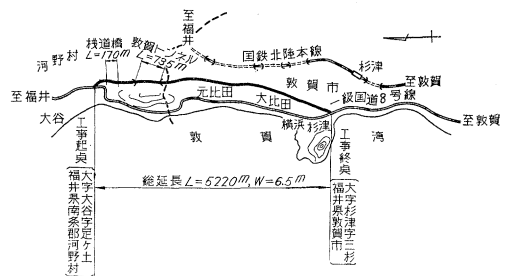 至福井
国鉄北陸本線
杉津
至敦賀
桟道橋
L=170m
敦賀トンネル
L=735m
河野村
敦賀市
至福井
元比田
大比田
一級国道8号線
至敦賀
大谷
敦賀湾
横浜
杉津
工事起点
福井県南条郡河野村
大字大谷字足ヶ土
総延長L=5220m,W=6.5m
工事終点
福井県敦賀市
大字杉津字三杉